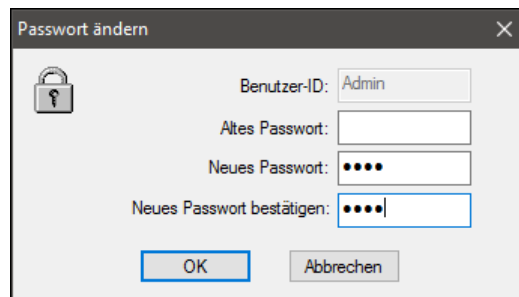 Passwort ändern
Benutzer-ID: Admin
Altes Passwort:
Neues Passwort: ●●●●
Neues Passwort bestätigen: ●●●●
OK Abbrechen